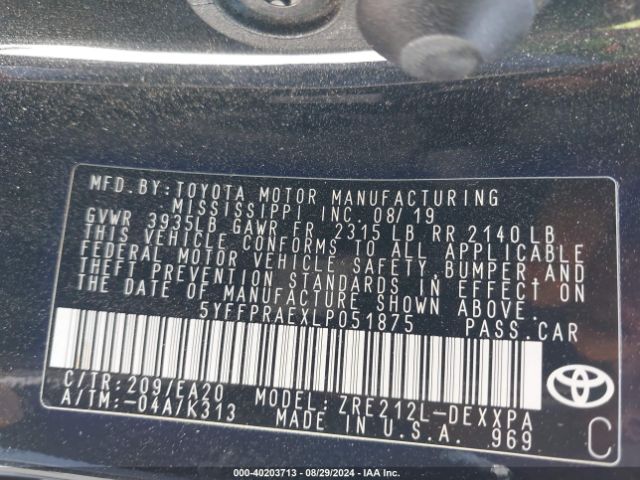 MFD.BY:TOYOTA MOTOR MANUFACTURING
MISSISSIPPI INC. 08/19
GVWR 3935LB GAWR FR 2315 LB RR 2140 LB
THIS VEHICLE CONFORMS TO ALL APPLICABLE
FEDERAL MOTOR VEHICLE SAFETY,BUMPER AND
THEFT PREVENTION STANDARDS IN EFFECT ON
THE DATE OF MANUFACTURE SHOWN ABOVE.
5YFFPRAEXLP051875 PASS.CAR
C/TR:209/EA20 MODEL:ZRE212L-DEXXPA
A/TM:-04A/K313 MADE IN U.S.A. 969
C
000-40203713 - 08/29/2024 - IAA Inc.